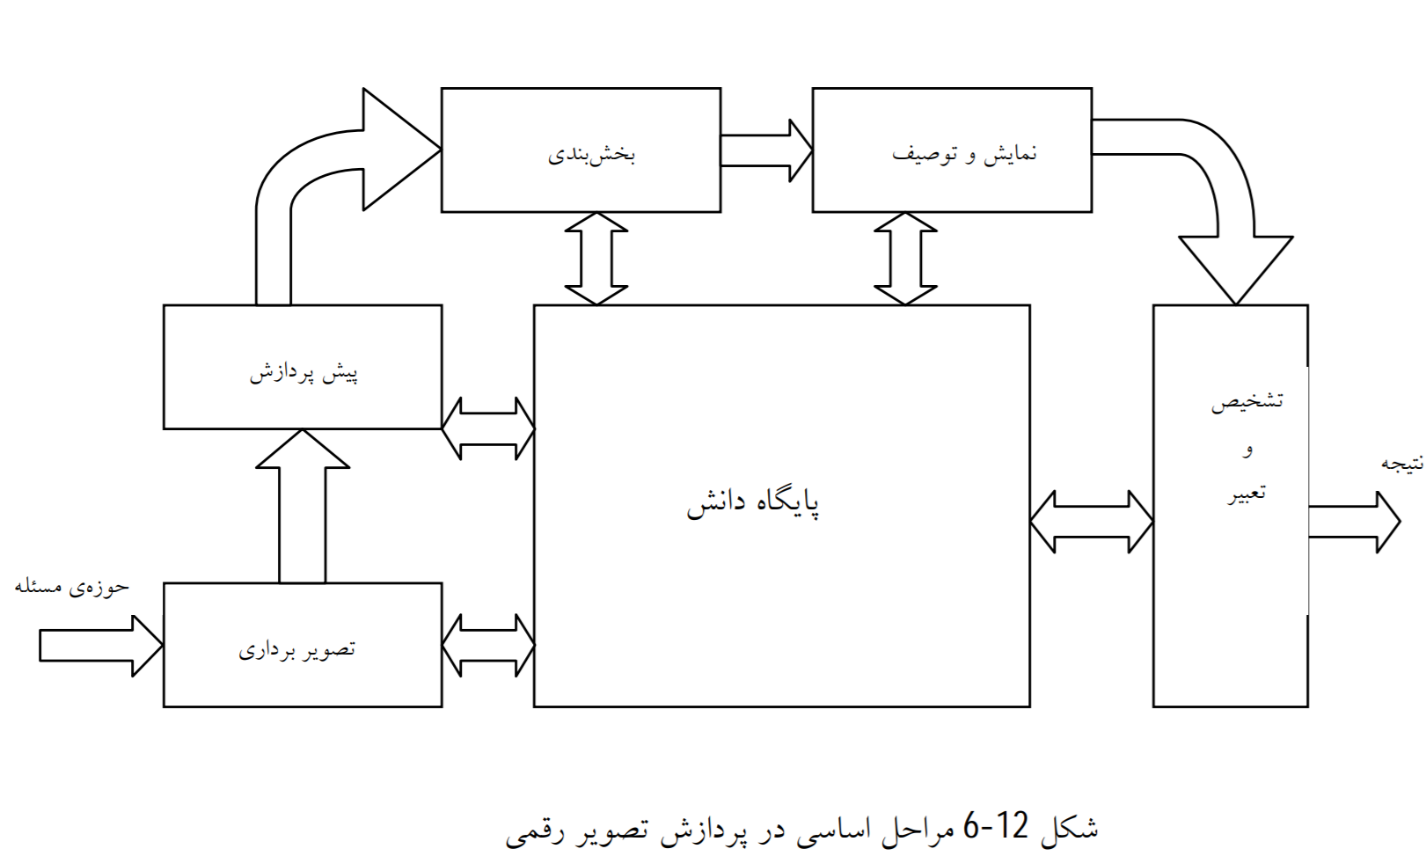 بخش‌بندی
نمایش و توصیف
پیش پردازش
تشخیص
و
تعبیر
نتیجه
پایگاه دانش
حوزه‌ی مسئله
تصویر برداری
شکل 12-6 مراحل اساسی در پردازش تصویر رقمی